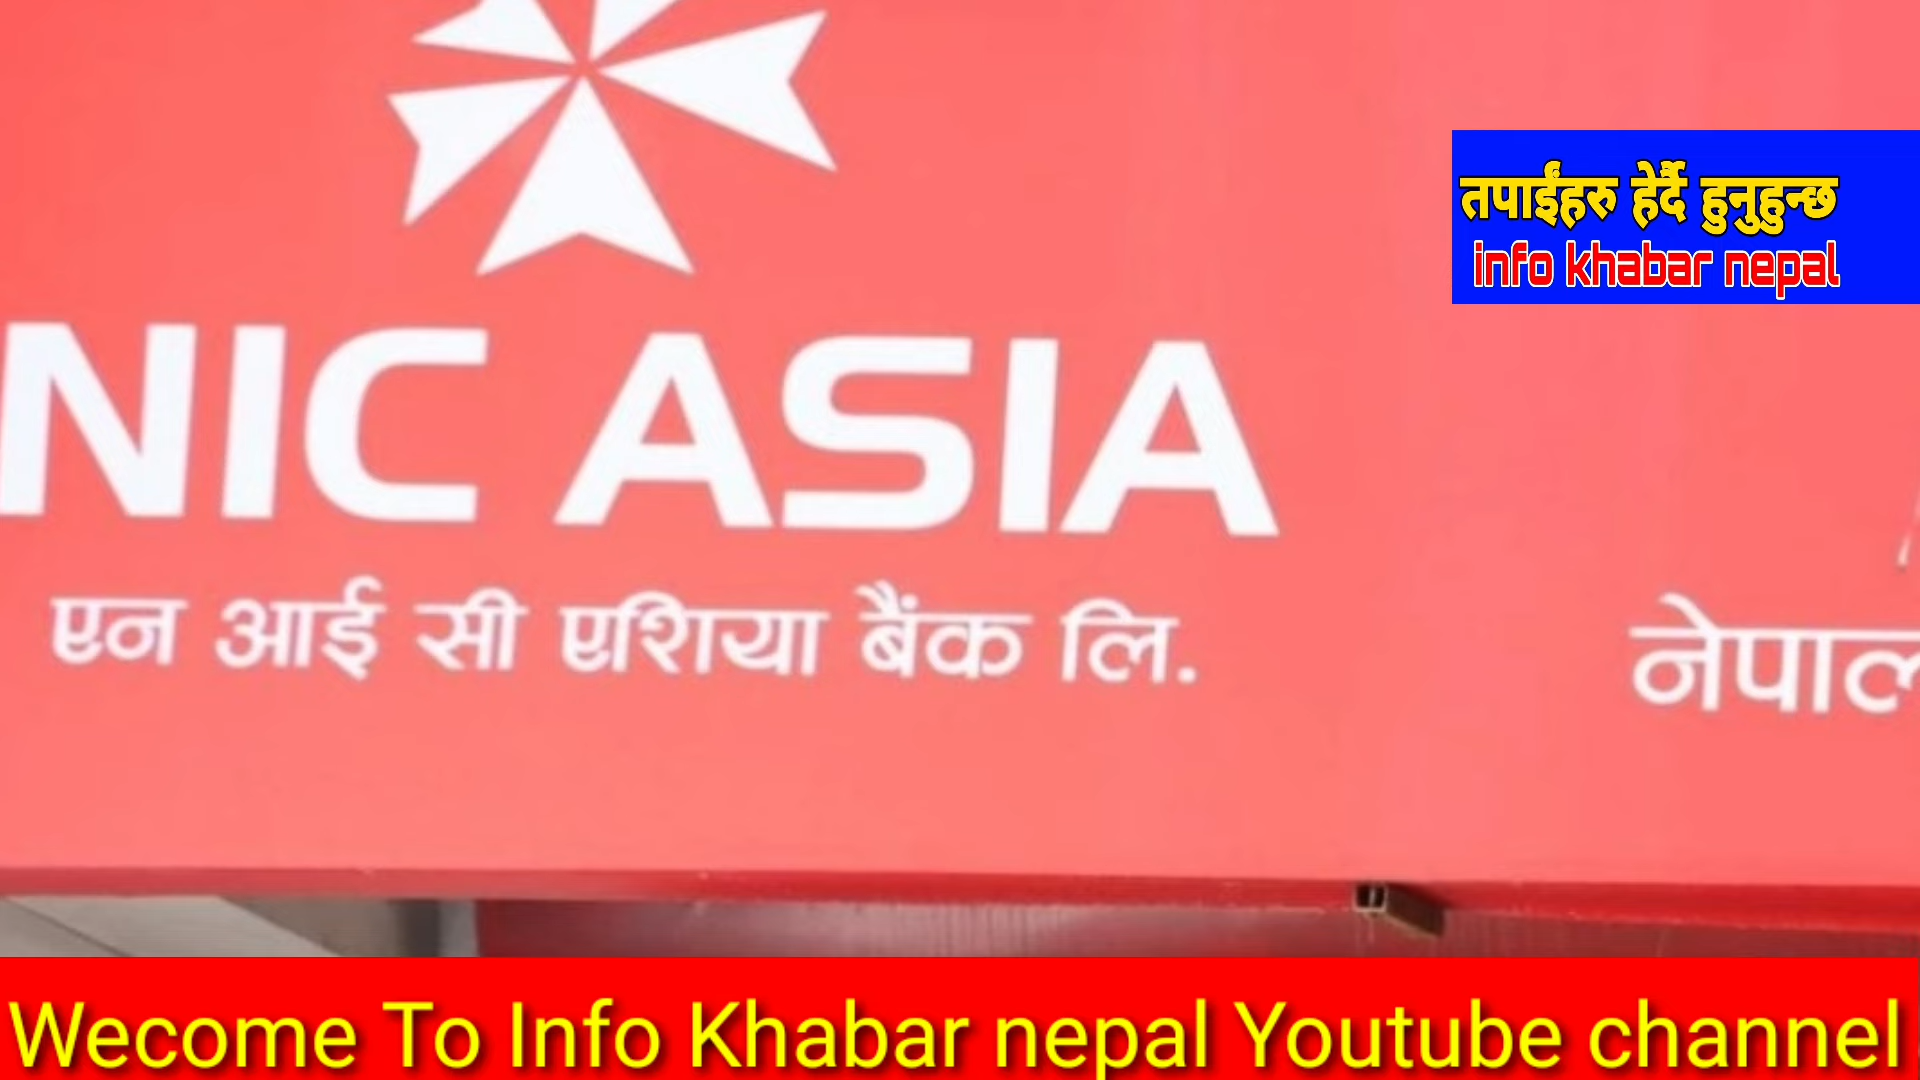 तपाईंहरु हेर्दै हुनुहुन्छ
info khabar nepal
NIC ASIA
एन आई सी एशिया बैंक लि.
नेपाल
Wecome To Info Khabar nepal Youtube channel